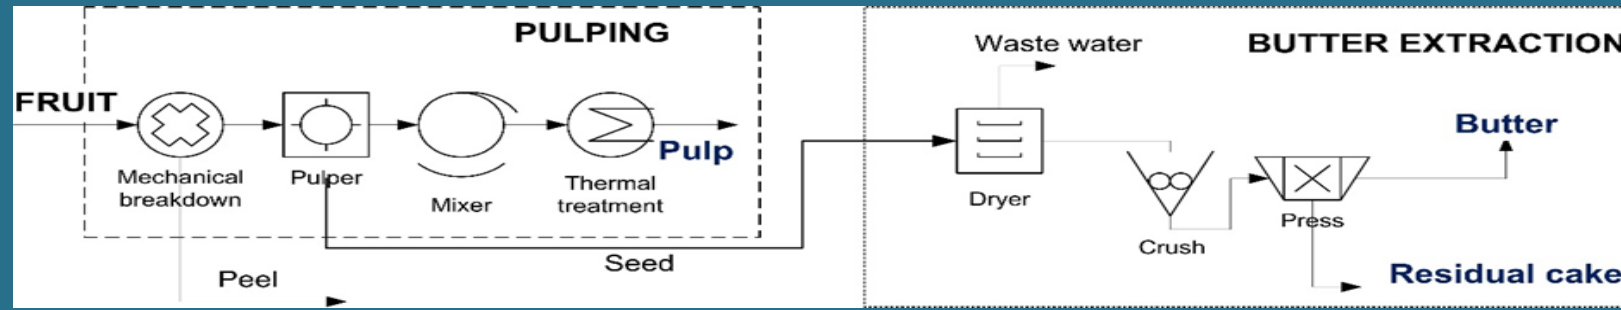 PULPING
FRUIT
Mechanical
breakdown
Pulper
Mixer
Thermal
treatment
Pulp
Peel
Seed
BUTTER EXTRACTION
Waste water
Dryer
Crush
Press
Butter
Residual cake